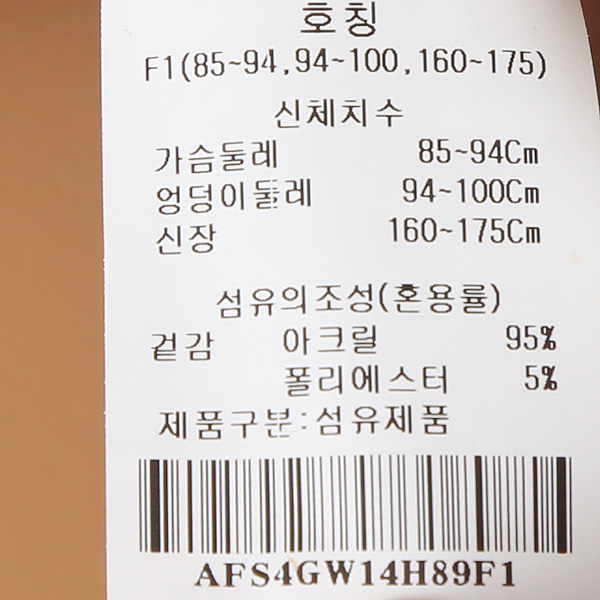 호칭
F1(85~94,94~100,160~175)
신체치수
가슴둘레 85~94Cm
엉덩이둘레 94~100Cm
신장 160~175Cm
섬유의조성(혼용률)
겉감 아크릴 95%
폴리에스터 5%
제품구분:섬유제품
AFS4GW14H89F1